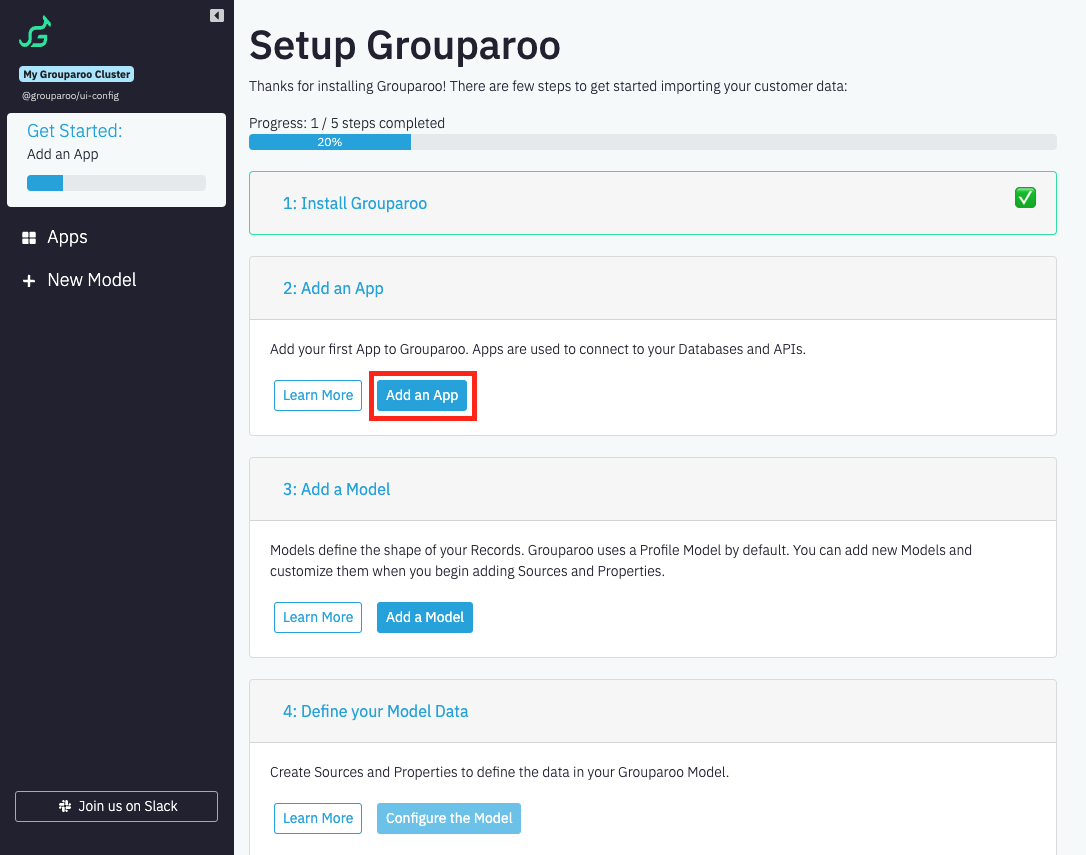 My Grouparoo Cluster
@grouparoo/ui-config
Get Started:
Add an App
Apps
New Model
Join us on Slack
Setup Grouparoo
Thanks for installing Grouparoo! There are few steps to get started importing your customer data:
Progress: 1 / 5 steps completed
20%
1: Install Grouparoo
2: Add an App
Add your first App to Grouparoo. Apps are used to connect to your Databases and APIs.
Learn More
Add an App
3: Add a Model
Models define the shape of your Records. Grouparoo uses a Profile Model by default. You can add new Models and
customize them when you begin adding Sources and Properties.
Learn More
Add a Model
4: Define your Model Data
Create Sources and Properties to define the data in your Grouparoo Model.
Learn More
Configure the Model